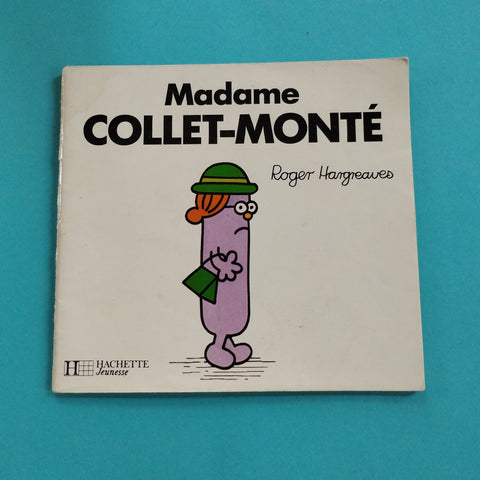 Madame
COLLET-MONTÉ
Roger Hargreaves
H HACHETTE
Jeunesse